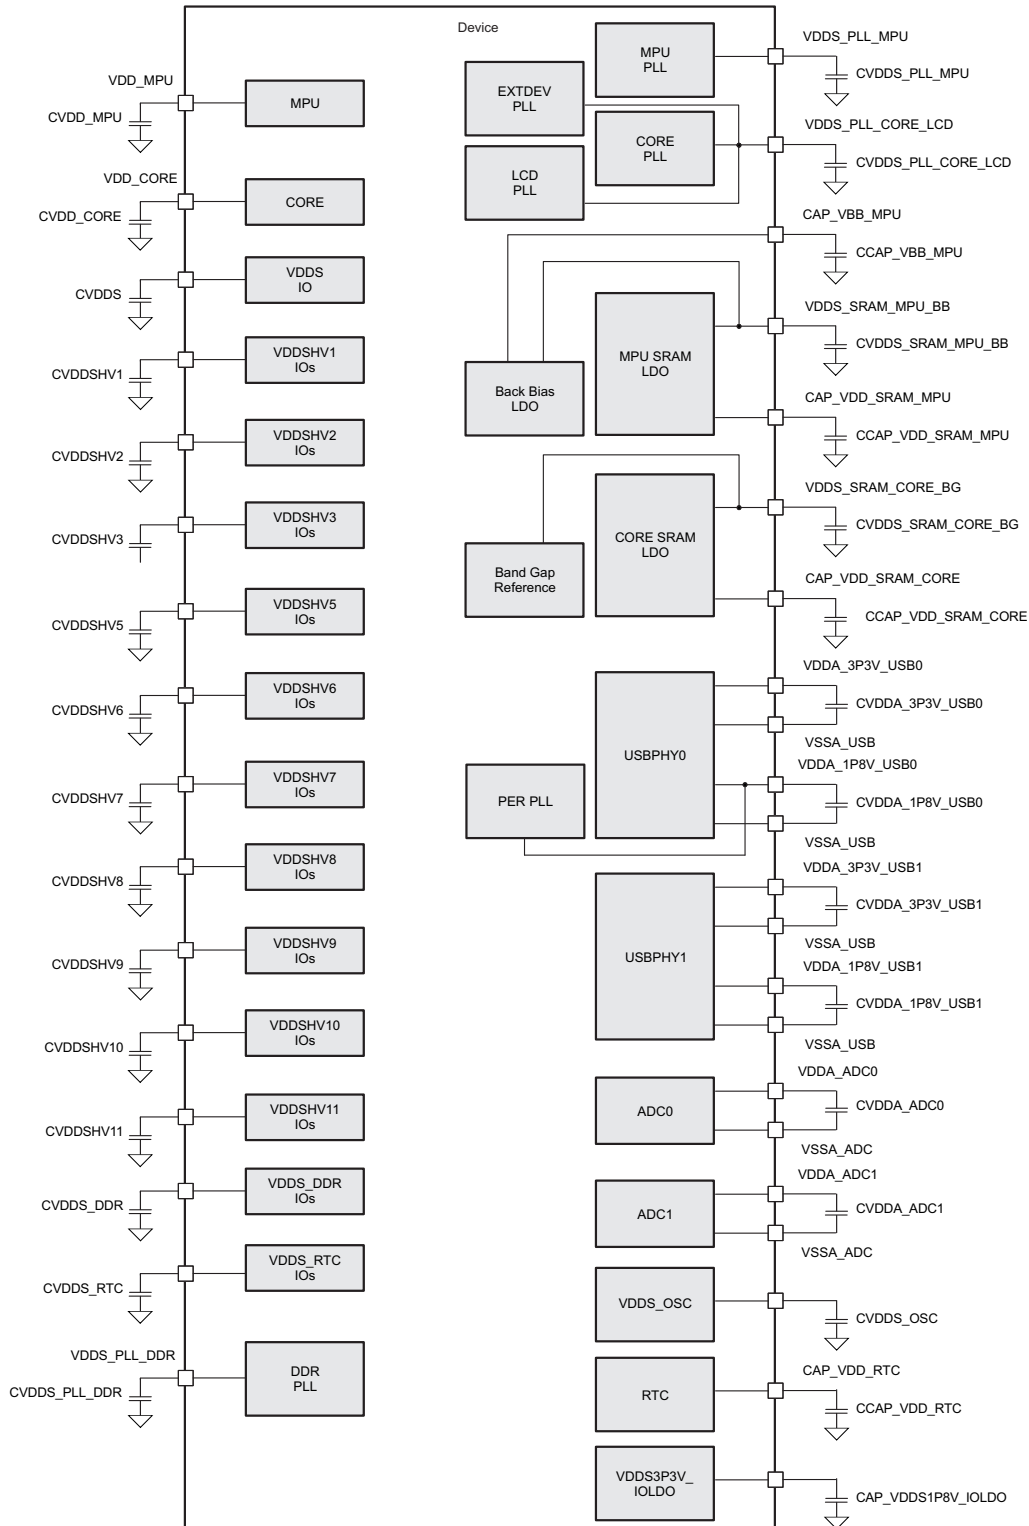 Device
VDD_MPU
CVDD_MPU
MPU
VDD_CORE
CVDD_CORE
CORE
CVDDS
VDDS
IO
CVDDSHV1
VDDSHV1
IOs
CVDDSHV2
VDDSHV2
IOs
CVDDSHV3
VDDSHV3
IOs
CVDDSHV5
VDDSHV5
IOs
CVDDSHV6
VDDSHV6
IOs
CVDDSHV7
VDDSHV7
IOs
CVDDSHV8
VDDSHV8
IOs
CVDDSHV9
VDDSHV9
IOs
CVDDSHV10
VDDSHV10
IOs
CVDDSHV11
VDDSHV11
IOs
CVDDS_DDR
VDDS_DDR
IOs
CVDDS_RTC
VDDS_RTC
IOs
VDDS_PLL_DDR
CVDDS_PLL_DDR
DDR
PLL
MPU
PLL
VDDS_PLL_MPU
CVDDS_PLL_MPU
EXTDEV
PLL
CORE
PLL
LCD
PLL
VDDS_PLL_CORE_LCD
CVDDS_PLL_CORE_LCD
CAP_VBB_MPU
CCAP_VBB_MPU
Back Bias
LDO
MPU SRAM
LDO
VDDS_SRAM_MPU_BB
CVDDS_SRAM_MPU_BB
CAP_VDD_SRAM_MPU
CCAP_VDD_SRAM_MPU
Band Gap
Reference
CORE SRAM
LDO
VDDS_SRAM_CORE_BG
CVDDS_SRAM_CORE_BG
CAP_VDD_SRAM_CORE
CCAP_VDD_SRAM_CORE
PER PLL
USBPHY0
VDDA_3P3V_USB0
CVDDA_3P3V_USB0
VSSA_USB
VDDA_1P8V_USB0
CVDDA_1P8V_USB0
VSSA_USB
USBPHY1
VDDA_3P3V_USB1
CVDDA_3P3V_USB1
VSSA_USB
VDDA_1P8V_USB1
CVDDA_1P8V_USB1
VSSA_USB
ADC0
VDDA_ADC0
CVDDA_ADC0
VSSA_ADC
ADC1
VDDA_ADC1
CVDDA_ADC1
VSSA_ADC
VDDS_OSC
CVDDS_OSC
RTC
CAP_VDD_RTC
CCAP_VDD_RTC
VDDS3P3V_
IOLDO
CAP_VDDS1P8V_IOLDO